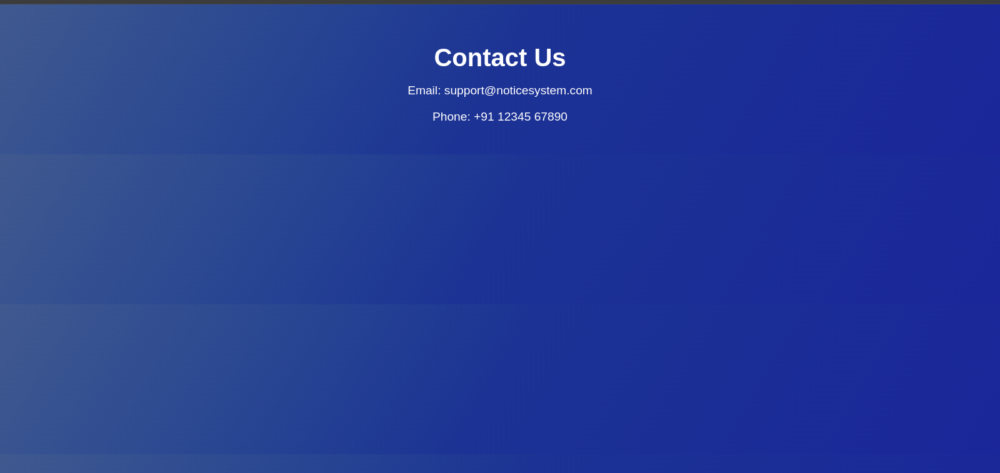 Contact Us
Email: support@noticesystem.com
Phone: +91 12345 67890